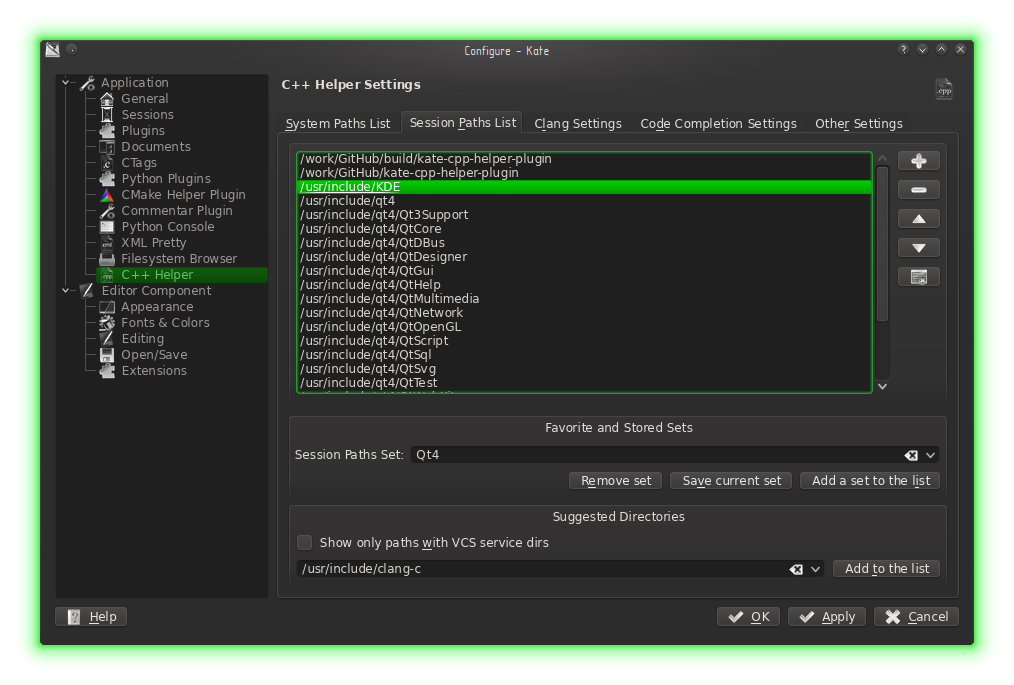 Configure – Kate
Application
General
Sessions
Plugins
Documents
CTags
Python Plugins
CMake Helper Plugin
Commentar Plugin
Python Console
XML Pretty
Filesystem Browser
C++ Helper
Editor Component
Appearance
Fonts & Colors
Editing
Open/Save
Extensions
C++ Helper Settings
System Paths List Session Paths List Clang Settings Code Completion Settings Other Settings
/work/GitHub/build/kate-cpp-helper-plugin
/work/GitHub/kate-cpp-helper-plugin
/usr/include/KDE
/usr/include/qt4
/usr/include/qt4/Qt3Support
/usr/include/qt4/QtCore
/usr/include/qt4/QtDBus
/usr/include/qt4/QtDesigner
/usr/include/qt4/QtGui
/usr/include/qt4/QtHelp
/usr/include/qt4/QtMultimedia
/usr/include/qt4/QtNetwork
/usr/include/qt4/QtOpenGL
/usr/include/qt4/QtScript
/usr/include/qt4/QtSql
/usr/include/qt4/QtSvg
/usr/include/qt4/QtTest
Favorite and Stored Sets
Session Paths Set: Qt4
Remove set Save current set Add a set to the list
Suggested Directories
Show only paths with VCS service dirs
/usr/include/clang-c Add to the list
Help OK Apply Cancel